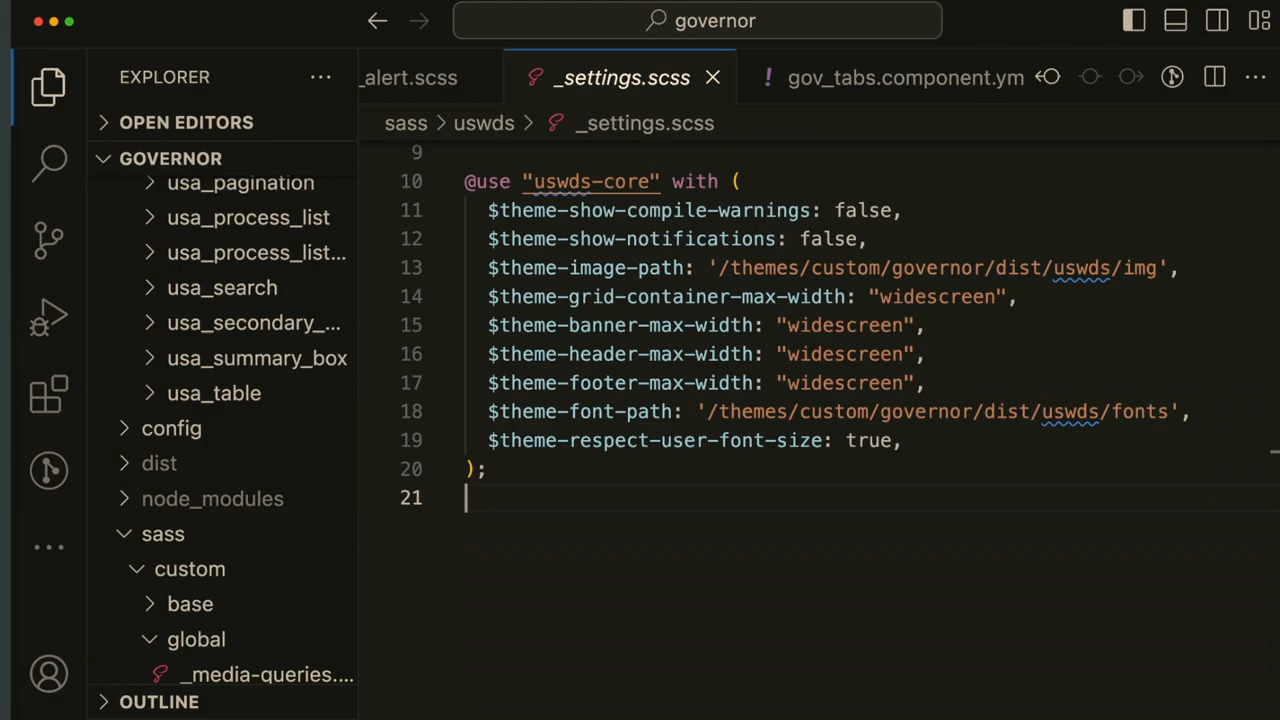 governor
EXPLORER
OPEN EDITORS
GOVERNOR
usa_pagination
usa_process_list
usa_process_list...
usa_search
usa_secondary_...
usa_summary_box
usa_table
config
dist
node_modules
sass
custom
base
global
_media-queries....
OUTLINE
_alert.scss
_settings.scss
! gov_tabs.component.ym
sass > uswds > _settings.scss
9
10 @use "uswds-core" with (
11 $theme-show-compile-warnings: false,
12 $theme-show-notifications: false,
13 $theme-image-path: '/themes/custom/governor/dist/uswds/img',
14 $theme-grid-container-max-width: "widescreen",
15 $theme-banner-max-width: "widescreen",
16 $theme-header-max-width: "widescreen",
17 $theme-footer-max-width: "widescreen",
18 $theme-font-path: '/themes/custom/governor/dist/uswds/fonts',
19 $theme-respect-user-font-size: true,
20 );
21